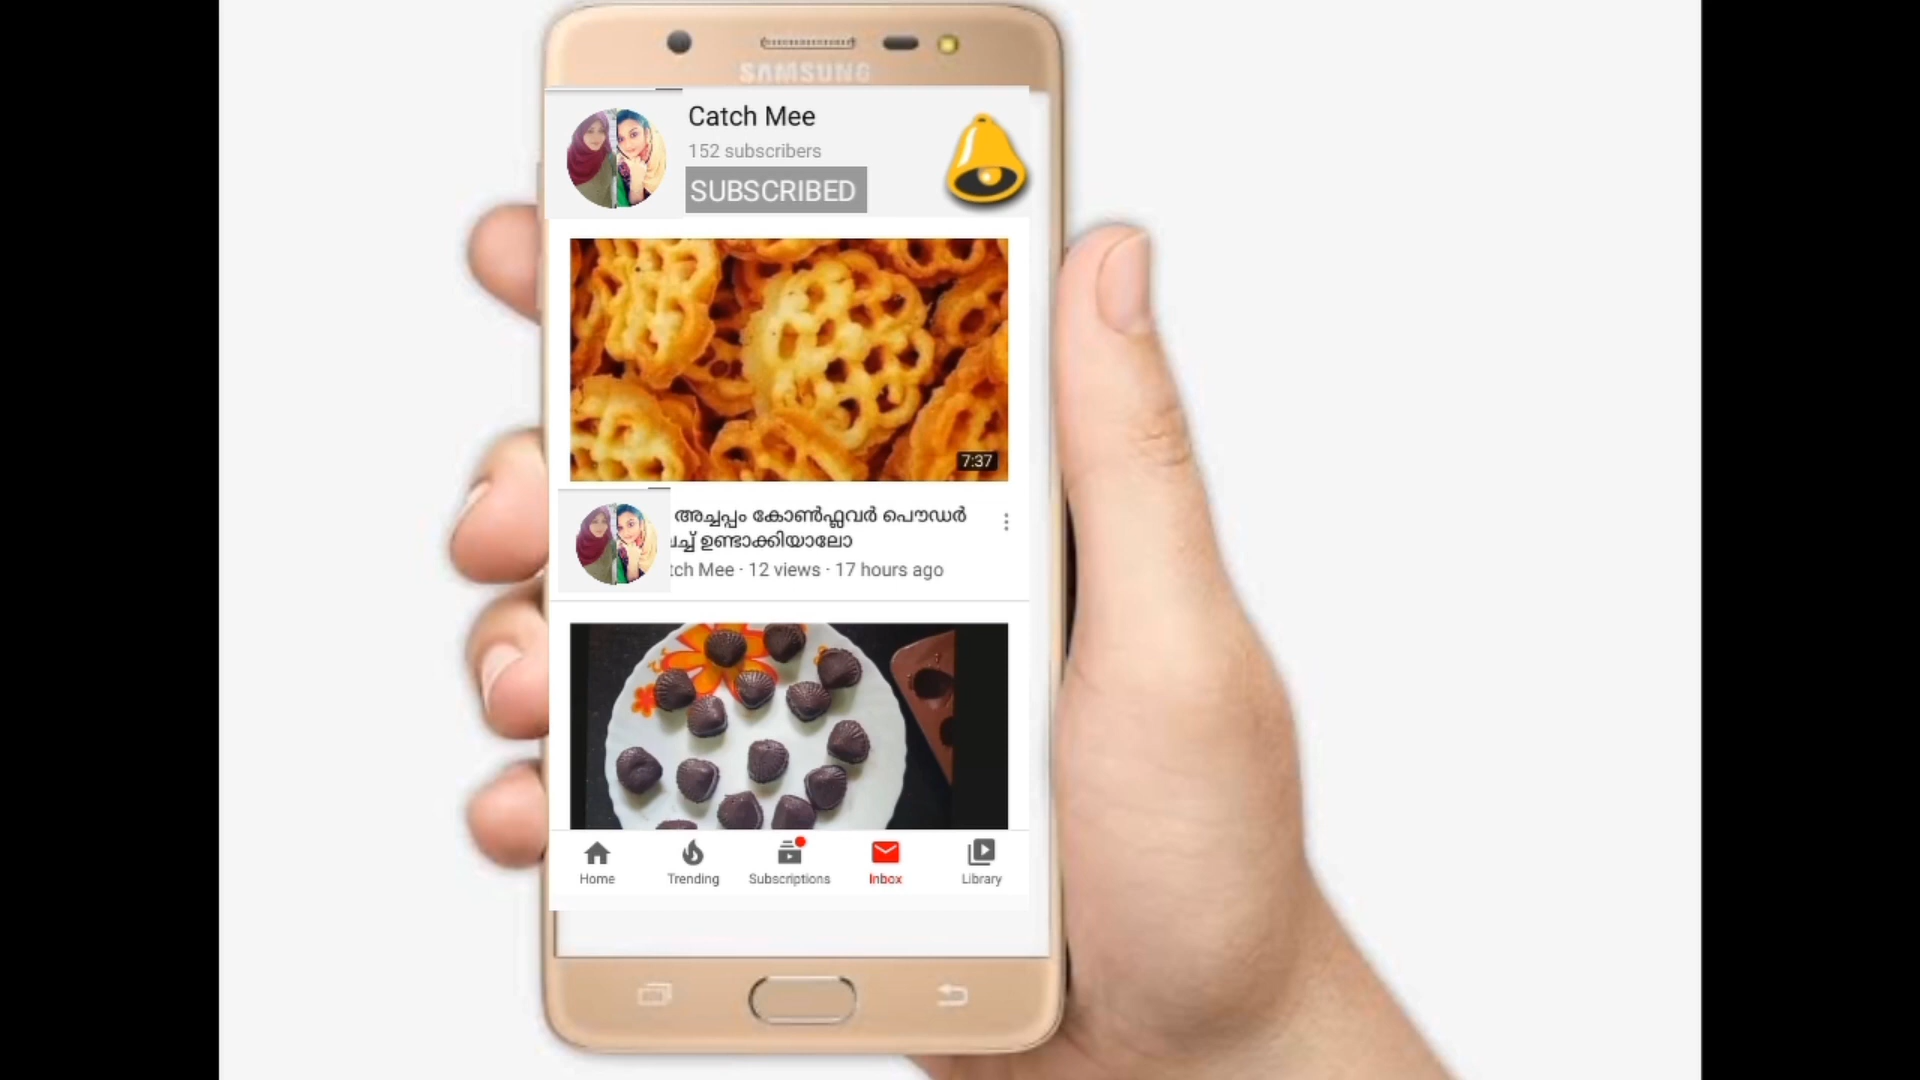 SAMSUNG
Catch Mee
152 subscribers
SUBSCRIBED
7:37
അച്ചപ്പം കോൺഫ്ലവർ പൌഡർ
ഉണ്ടാക്കിയാലോ
Mee · 12 views · 17 hours ago
Home
Trending
Subscriptions
Inbox
Library